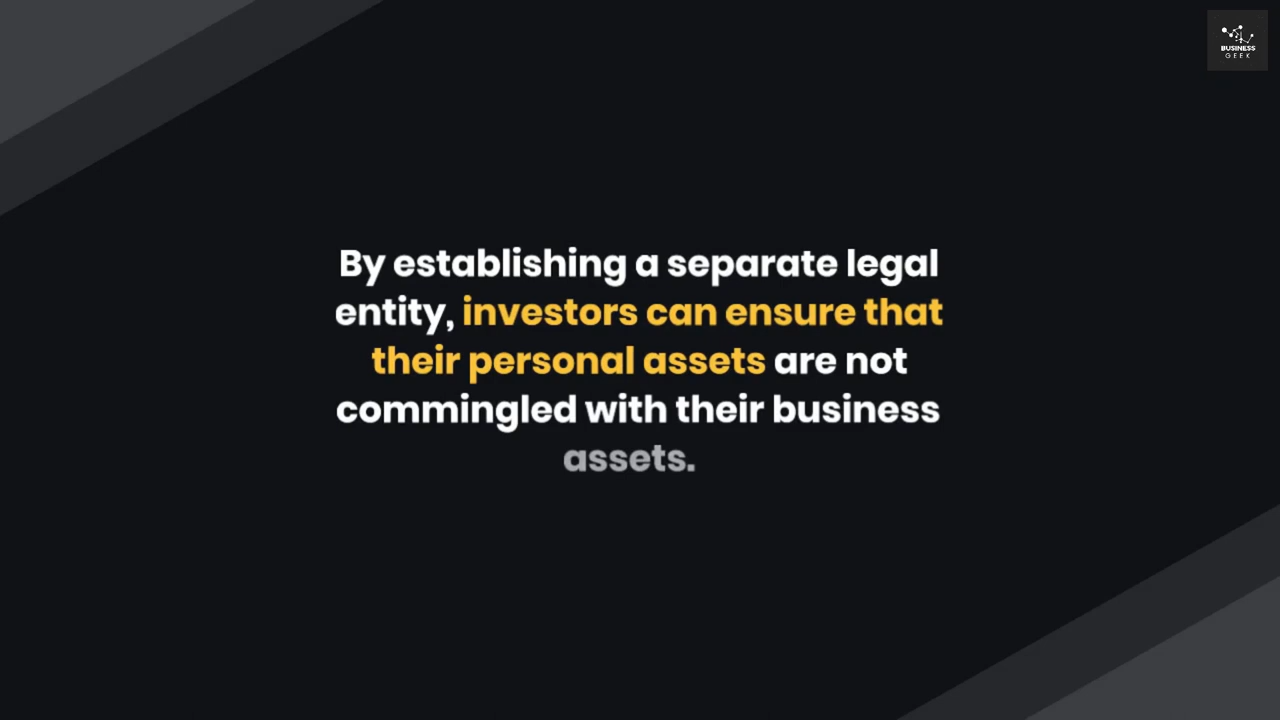 BUSINESS
GEEK
By establishing a separate legal
entity, investors can ensure that
their personal assets are not
commingled with their business
assets.